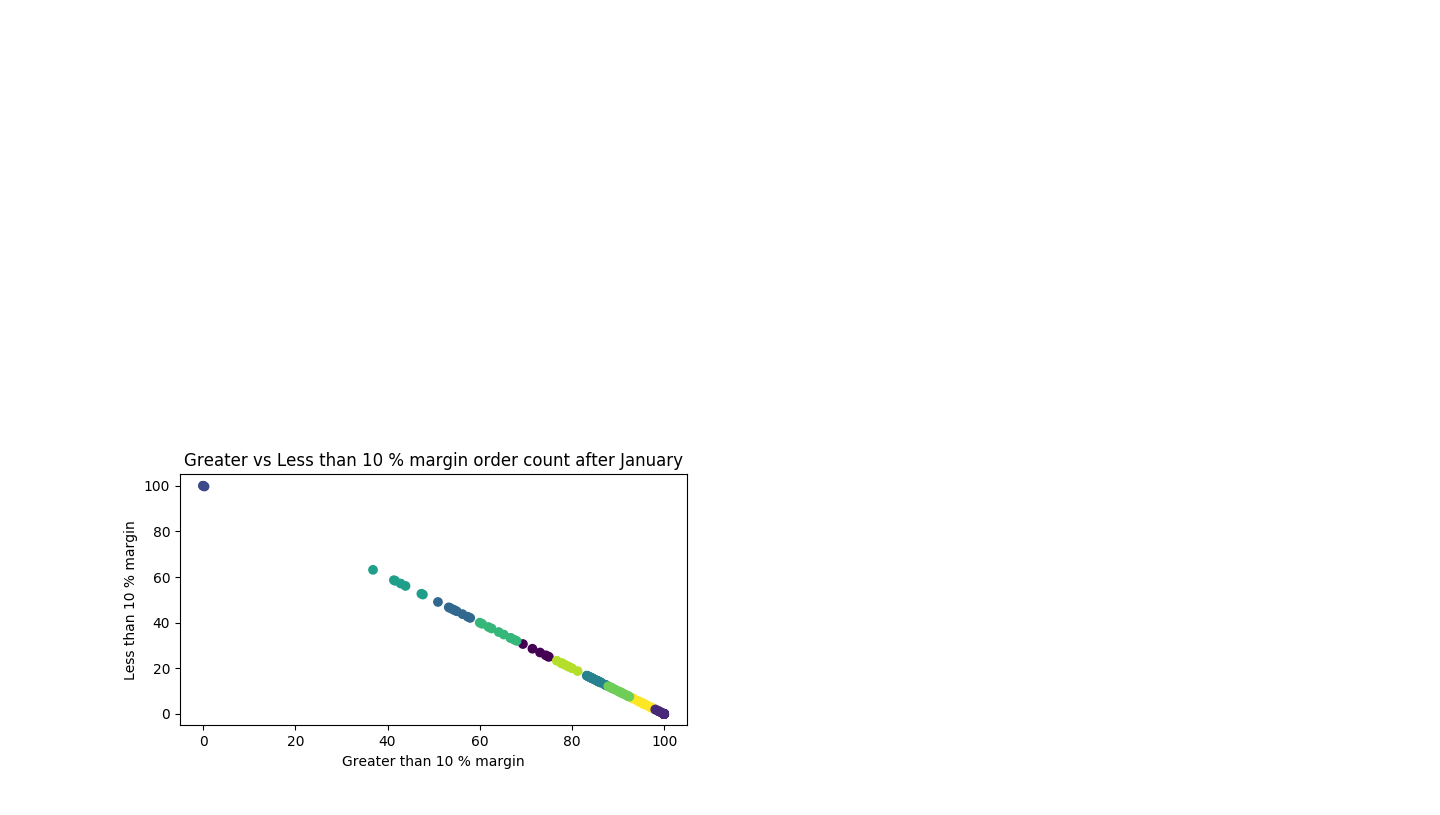 Greater vs Less than 10 % margin order count after January
100
80
60
40
20
0
Less than 10 % margin
0 20 40 60 80 100
Greater than 10 % margin